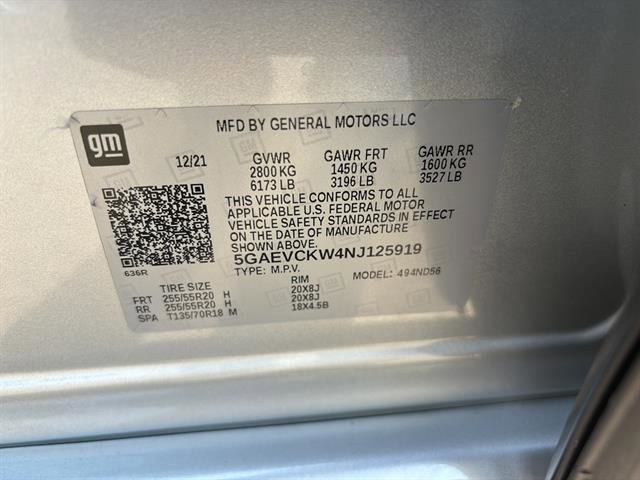 MFD BY GENERAL MOTORS LLC
gm
12/21 GVWR GAWR FRT GAWR RR
2800 KG 1450 KG 1600 KG
6173 LB 3196 LB 3527 LB
THIS VEHICLE CONFORMS TO ALL
APPLICABLE U.S. FEDERAL MOTOR
VEHICLE SAFETY STANDARDS IN EFFECT
ON THE DATE OF MANUFACTURE
SHOWN ABOVE.
636R 5GAEVCKW4NJ125919
TYPE: M.P.V. MODEL: 494ND56
TIRE SIZE RIM
FRT 255/55R20 H 20X8J
RR 255/55R20 H 20X8J
SPA T135/70R18 M 18X4.5B